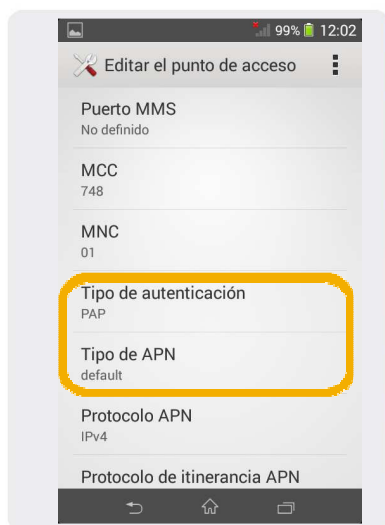 99% 12:02
Editar el punto de acceso
Puerto MMS
No definido
MCC
748
MNC
01
Tipo de autenticación
PAP
Tipo de APN
default
Protocolo APN
IPv4
Protocolo de itinerancia APN